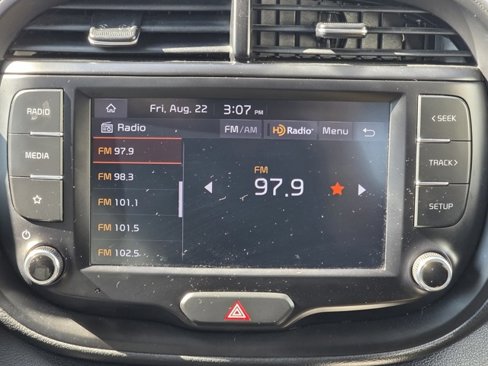 RADIO
MEDIA
Fri, Aug. 22 3:07 PM
Radio FM/AM HD Radio Menu
FM 97.9
FM 98.3
FM 101.1
FM 101.5
FM 102.5
FM
97.9
< SEEK
TRACK >
SETUP